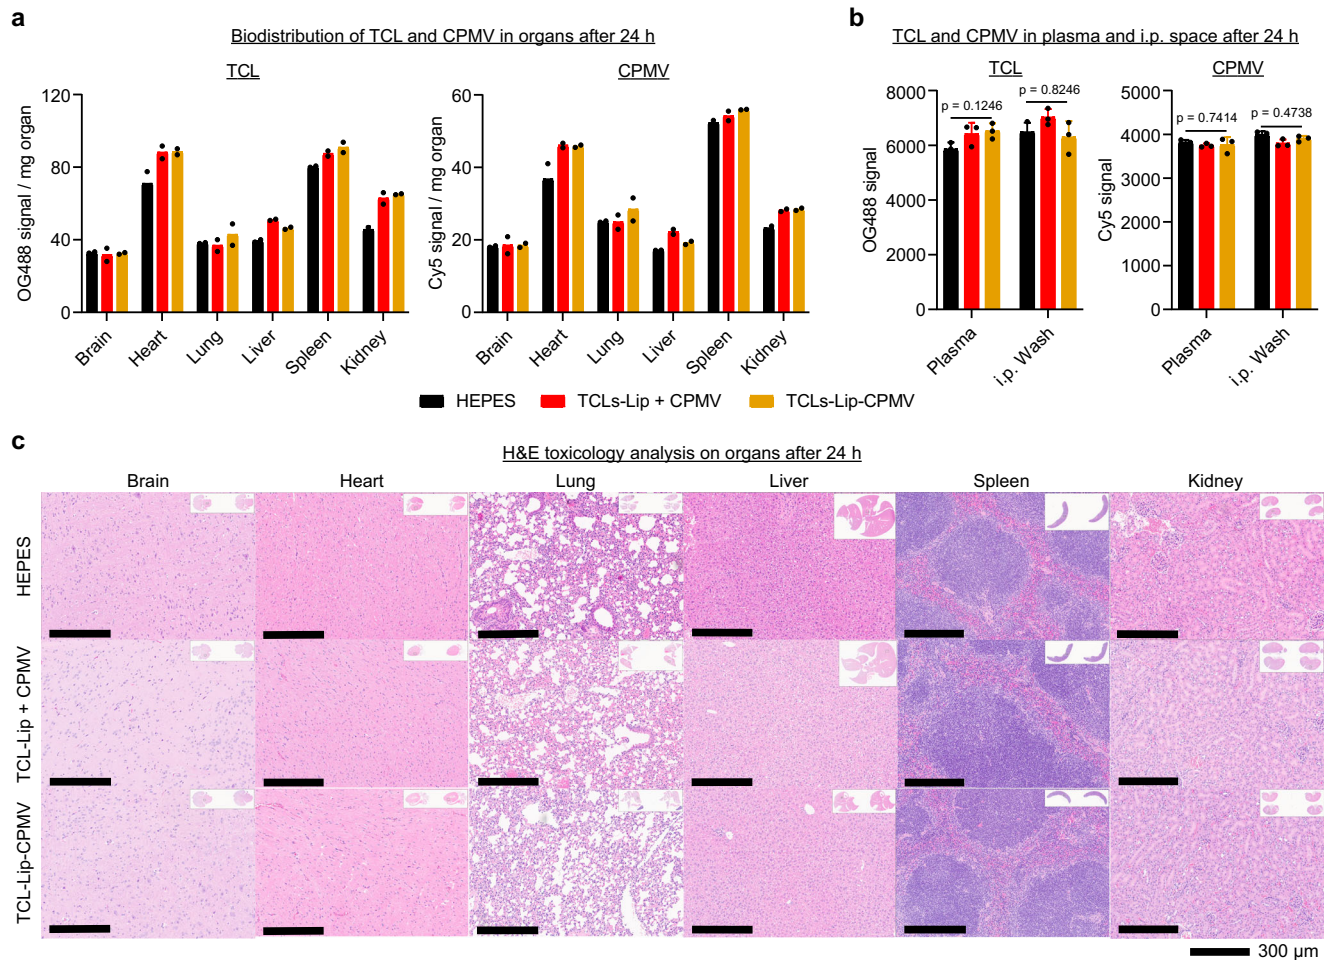 a
Biodistribution of TCL and CPMV in organs after 24 h
TCL
OG488 signal / mg organ
120
80
40
0
Brain
Heart
Lung
Liver
Spleen
Kidney
CPMV
Cy5 signal / mg organ
60
40
20
0
Brain
Heart
Lung
Liver
Spleen
Kidney
b
TCL and CPMV in plasma and i.p. space after 24 h
TCL
OG488 signal
8000
6000
4000
2000
0
p = 0.1246
p = 0.8246
Plasma
i.p. Wash
CPMV
Cy5 signal
5000
4000
3000
2000
1000
0
p = 0.7414
p = 0.4738
Plasma
i.p. Wash
HEPES
TCLs-Lip + CPMV
TCLs-Lip-CPMV
c
H&E toxicology analysis on organs after 24 h
Brain
Heart
Lung
Liver
Spleen
Kidney
HEPES
TCL-Lip + CPMV
TCL-Lip-CPMV
300 μm